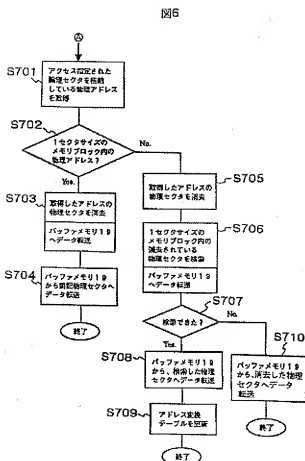 図6
Ⓐ
S701
アクセス指定された
論理セクタを格納
している物理アドレス
を取得
S702
1セクタサイズの
メモリブロック内の
物理アドレス?
Yes.
No.
S703
取得したアドレスの
物理セクタを消去
バッファメモリ19
へデータ転送
S704
バッファメモリ19
から前記物理セクタへ
データ転送
終了
S705
取得したアドレスの
物理セクタを消去
S706
1セクタサイズの
メモリブロック内の
消去されている
物理セクタを検索
バッファメモリ19
へデータ転送
S707
検索できた?
Yes.
No.
S708
バッファメモリ19
から、検索した物理
セクタへデータ転送
S709
アドレス変換
テーブルを更新
終了
S710
バッファメモリ19
から、消去した物理
セクタへデータ
転送
終了